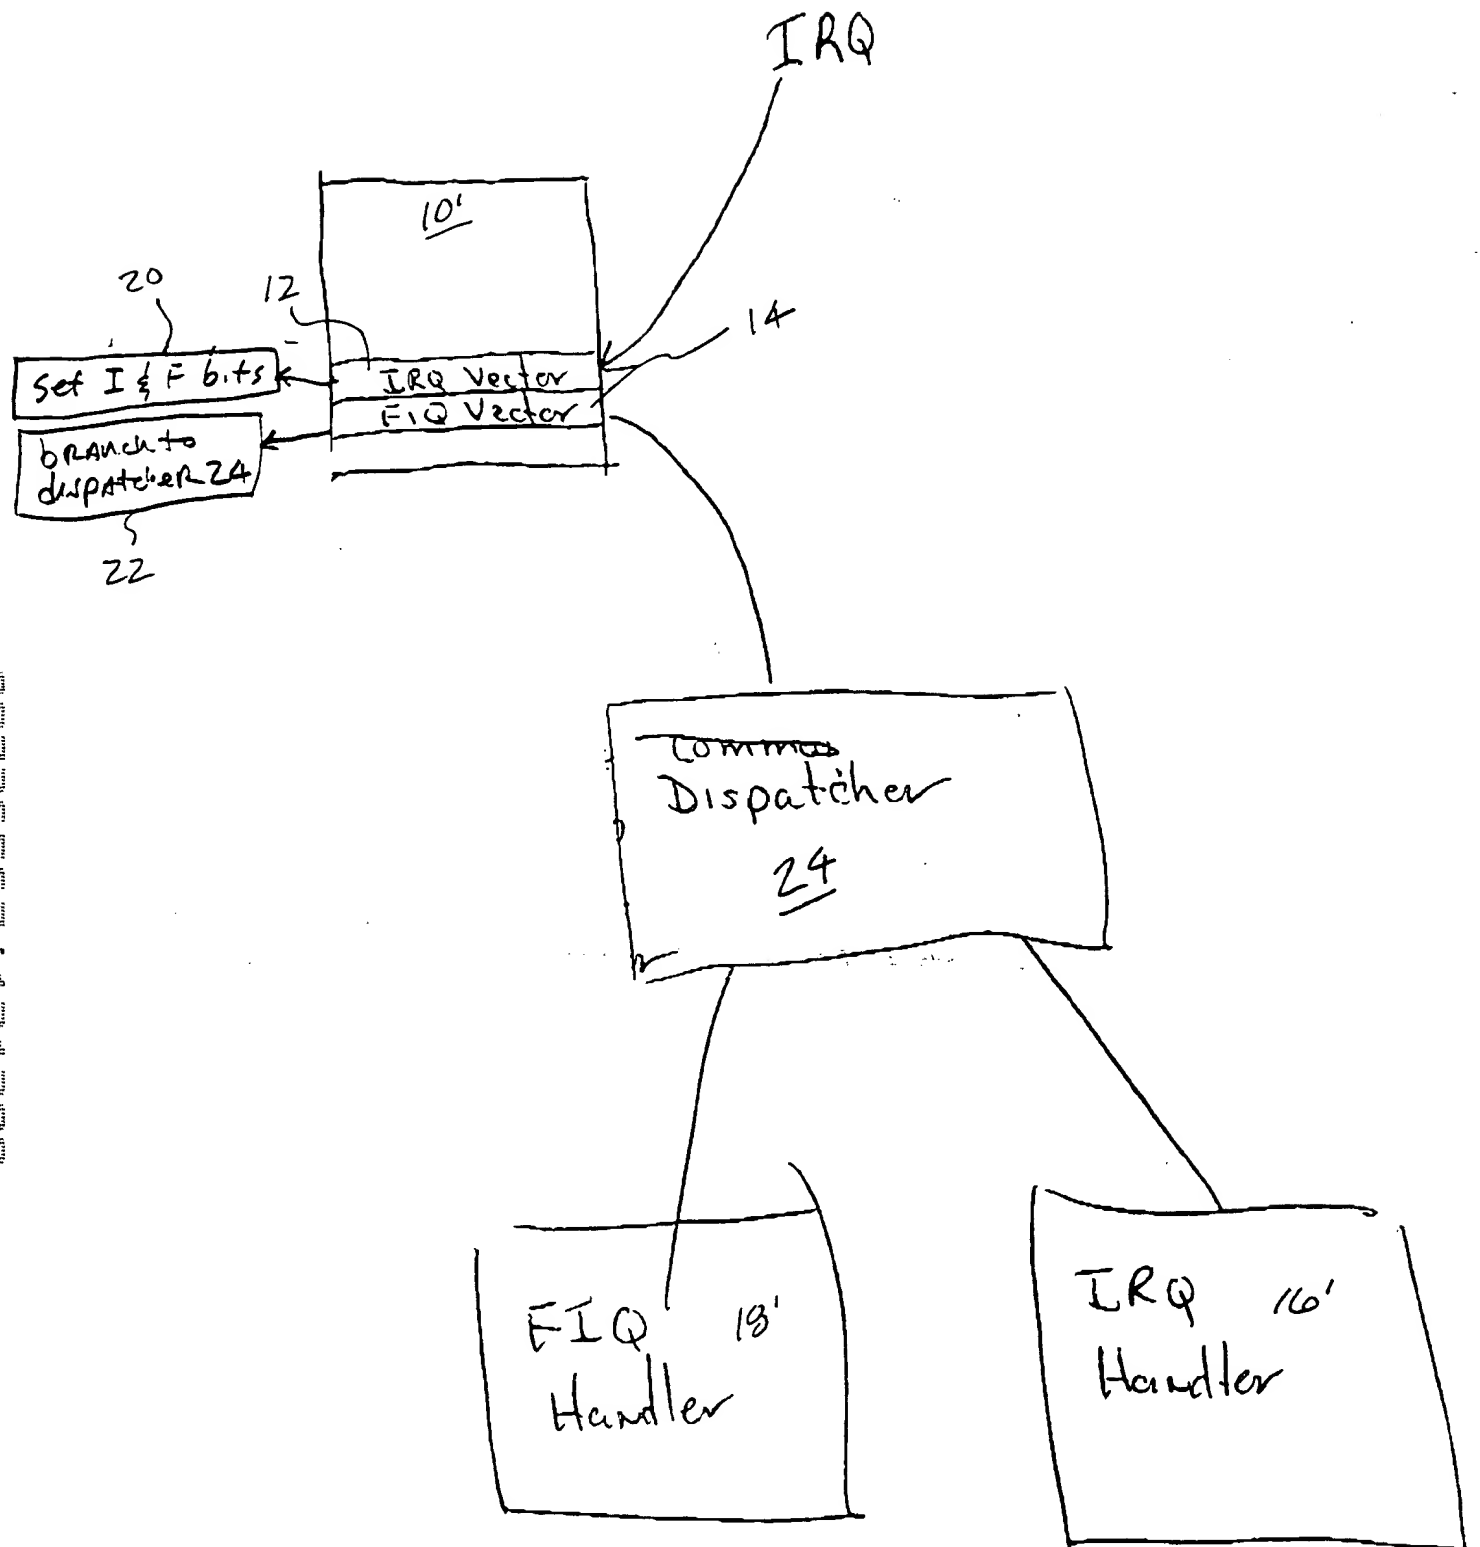 IRQ
10'
20
12
14
Set I & F bits
IRQ Vector
FIQ Vector
branch to
dispatcher 24
22
Common
Dispatcher
24
FIQ 18'
Handler
IRQ 16'
Handler